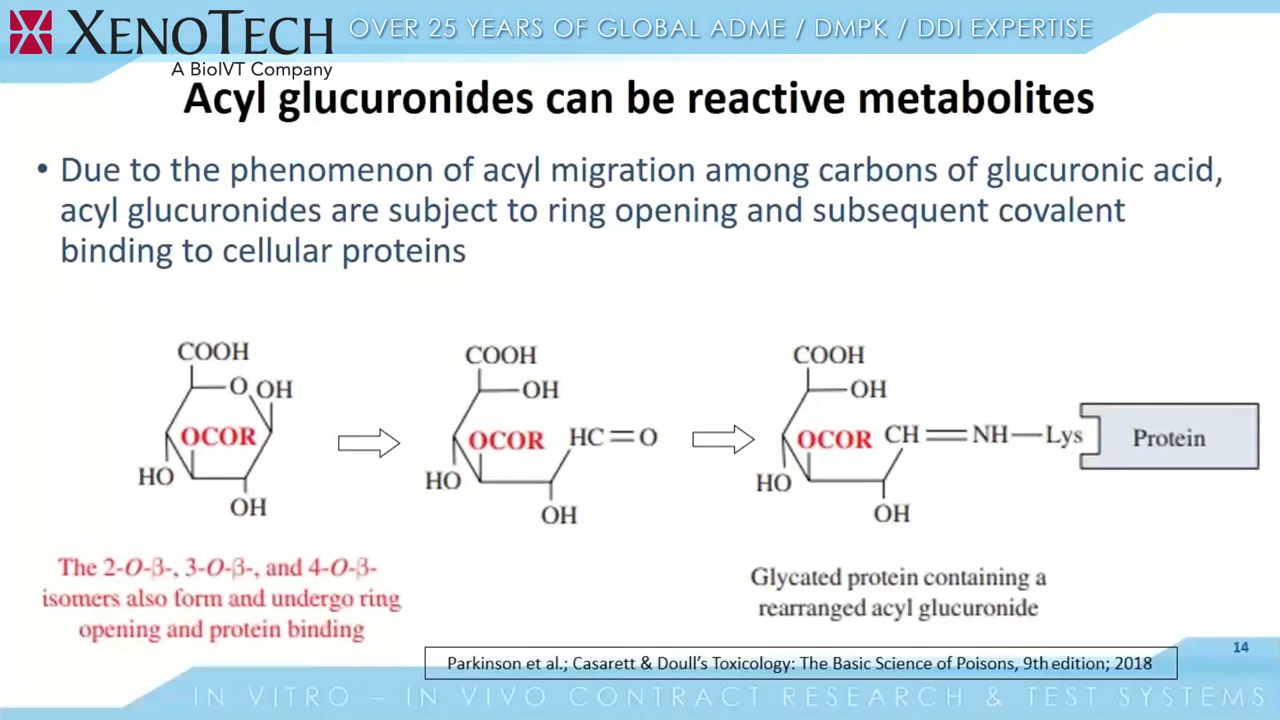 XENOTECH
A BioIVT Company
OVER 25 YEARS OF GLOBAL ADME / DMPK / DDI EXPERTISE
Acyl glucuronides can be reactive metabolites
• Due to the phenomenon of acyl migration among carbons of glucuronic acid,
acyl glucuronides are subject to ring opening and subsequent covalent
binding to cellular proteins
COOH
O OH
OCOR
HO
OH
COOH
OH
OCOR HC=O
HO
OH
COOH
OH
OCOR CH=NH—Lys Protein
HO
OH
The 2-O-β-, 3-O-β-, and 4-O-β-
isomers also form and undergo ring
opening and protein binding
Glycated protein containing a
rearranged acyl glucuronide
14
Parkinson et al.; Casarett & Doull's Toxicology: The Basic Science of Poisons, 9th edition; 2018
IN VITRO – IN VIVO CONTRACT RESEARCH & TEST SYSTEMS